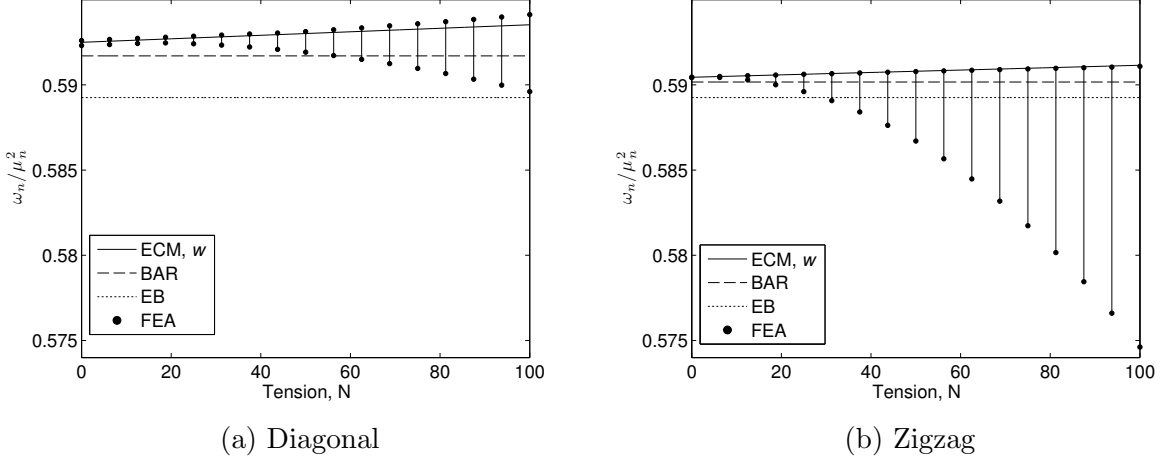 0.59
0.585
0.58
0.575
ω_n/μ_n^2
ECM, w
BAR
EB
FEA
0 20 40 60 80 100
Tension, N
(a) Diagonal
0.59
0.585
0.58
0.575
ω_n/μ_n^2
ECM, w
BAR
EB
FEA
0 20 40 60 80 100
Tension, N
(b) Zigzag